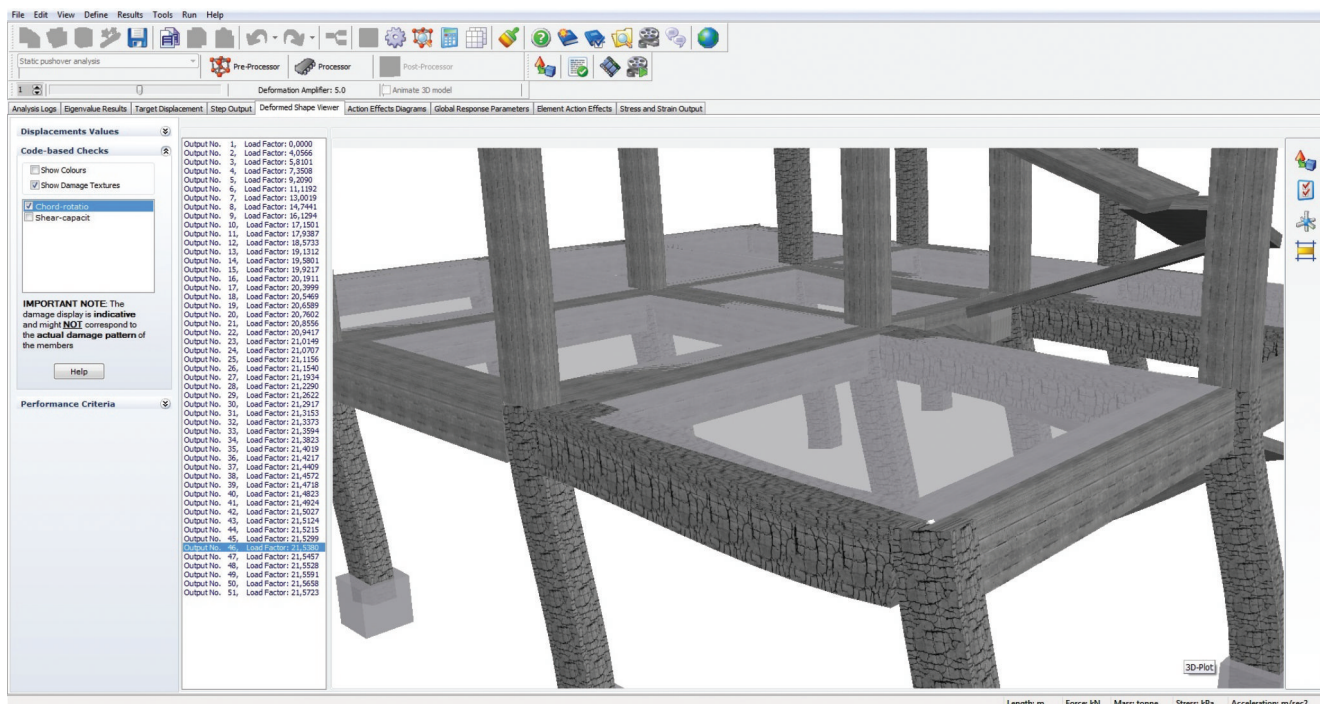 File Edit View Define Results Tools Run Help
Static pushover analysis
Pre-Processor
Processor
Post-Processor
1
Deformation Amplifier: 5.0
Animate 3D model
Analysis Logs Eigenvalue Results Target Displacement Step Output Deformed Shape Viewer Action Effects Diagrams Global Response Parameters Element Action Effects Stress and Strain Output
Displacements Values
Code-based Checks
Show Colours
Show Damage Textures
Chord-rotatio
Shear-capacit
IMPORTANT NOTE: The
damage display is indicative
and might NOT correspond to
the actual damage pattern of
the members
Help
Performance Criteria
Output No. 1, Load Factor: 0,0000
Output No. 2, Load Factor: 4,0566
Output No. 3, Load Factor: 5,8101
Output No. 4, Load Factor: 7,3508
Output No. 5, Load Factor: 9,2090
Output No. 6, Load Factor: 11,1192
Output No. 7, Load Factor: 13,0019
Output No. 8, Load Factor: 14,7441
Output No. 9, Load Factor: 16,1294
Output No. 10, Load Factor: 17,1501
Output No. 11, Load Factor: 17,9387
Output No. 12, Load Factor: 18,5733
Output No. 13, Load Factor: 19,1312
Output No. 14, Load Factor: 19,5801
Output No. 15, Load Factor: 19,9217
Output No. 16, Load Factor: 20,1911
Output No. 17, Load Factor: 20,3999
Output No. 18, Load Factor: 20,5469
Output No. 19, Load Factor: 20,6589
Output No. 20, Load Factor: 20,7602
Output No. 21, Load Factor: 20,8556
Output No. 22, Load Factor: 20,9417
Output No. 23, Load Factor: 21,0149
Output No. 24, Load Factor: 21,0707
Output No. 25, Load Factor: 21,1156
Output No. 26, Load Factor: 21,1540
Output No. 27, Load Factor: 21,1934
Output No. 28, Load Factor: 21,2290
Output No. 29, Load Factor: 21,2622
Output No. 30, Load Factor: 21,2917
Output No. 31, Load Factor: 21,3153
Output No. 32, Load Factor: 21,3373
Output No. 33, Load Factor: 21,3594
Output No. 34, Load Factor: 21,3823
Output No. 35, Load Factor: 21,4019
Output No. 36, Load Factor: 21,4217
Output No. 37, Load Factor: 21,4409
Output No. 38, Load Factor: 21,4572
Output No. 39, Load Factor: 21,4718
Output No. 40, Load Factor: 21,4823
Output No. 41, Load Factor: 21,4924
Output No. 42, Load Factor: 21,5027
Output No. 43, Load Factor: 21,5124
Output No. 44, Load Factor: 21,5215
Output No. 45, Load Factor: 21,5299
Output No. 46, Load Factor: 21,5380
Output No. 47, Load Factor: 21,5457
Output No. 48, Load Factor: 21,5528
Output No. 49, Load Factor: 21,5591
Output No. 50, Load Factor: 21,5658
Output No. 51, Load Factor: 21,5723
3D-Plot
Length: m Force: kN Mass: tonne Stress: kPa Acceleration: m/sec2